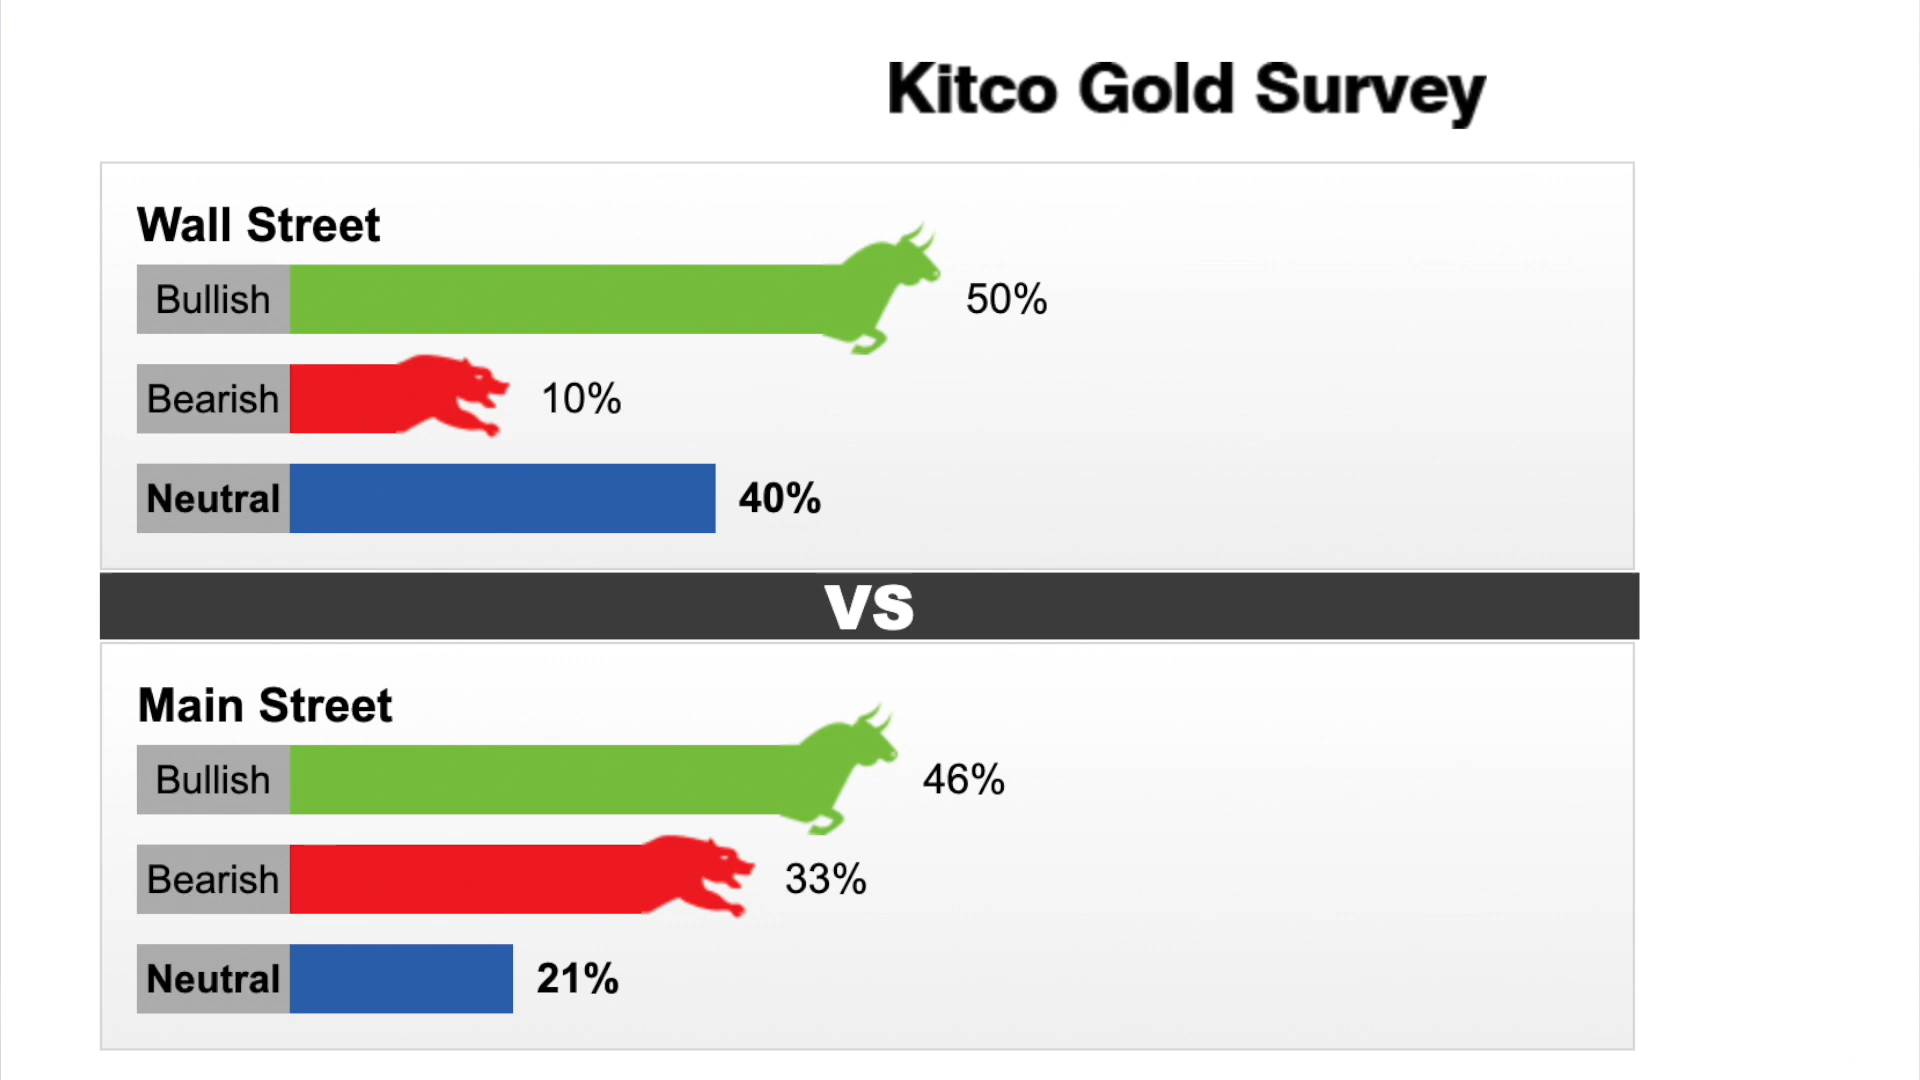 Kitco Gold Survey
Wall Street
Bullish 50%
Bearish 10%
Neutral 40%
VS
Main Street
Bullish 46%
Bearish 33%
Neutral 21%